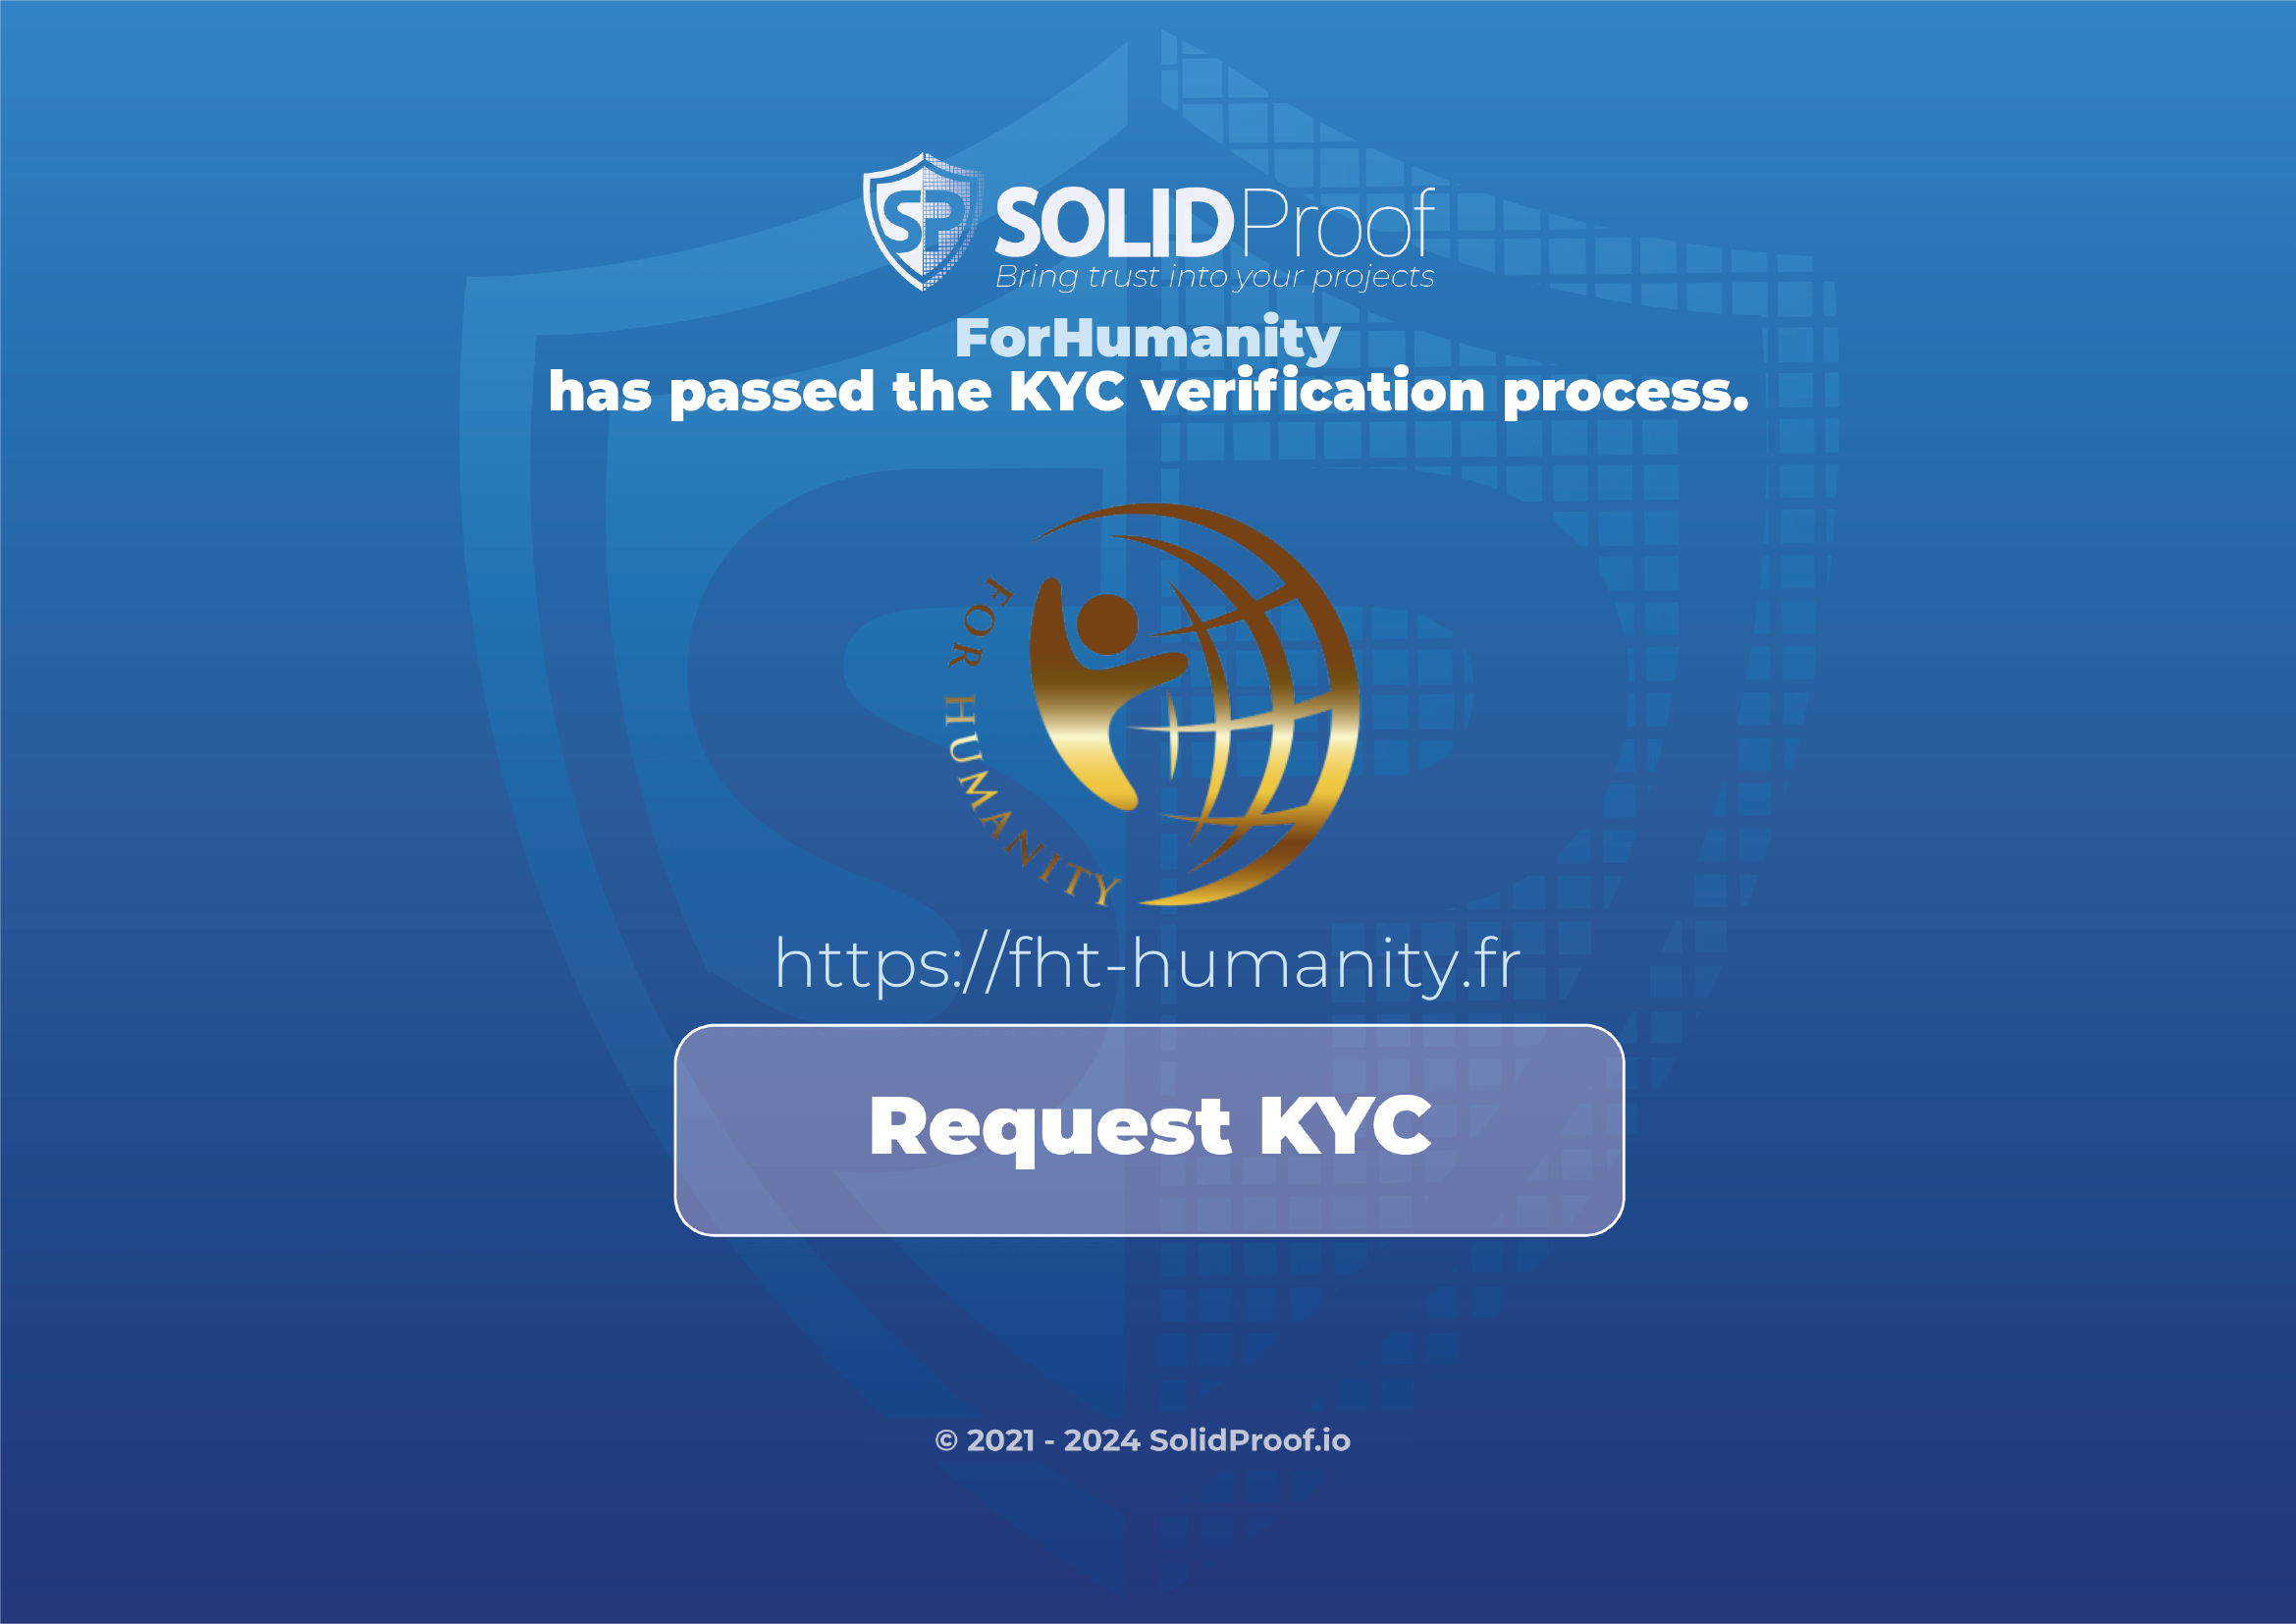 SP SOLIDProof
Bring trust into your projects
ForHumanity
has passed the KYC verification process.
FOR HUMANITY
https://fht-humanity.fr
Request KYC
© 2021 - 2024 SolidProof.io